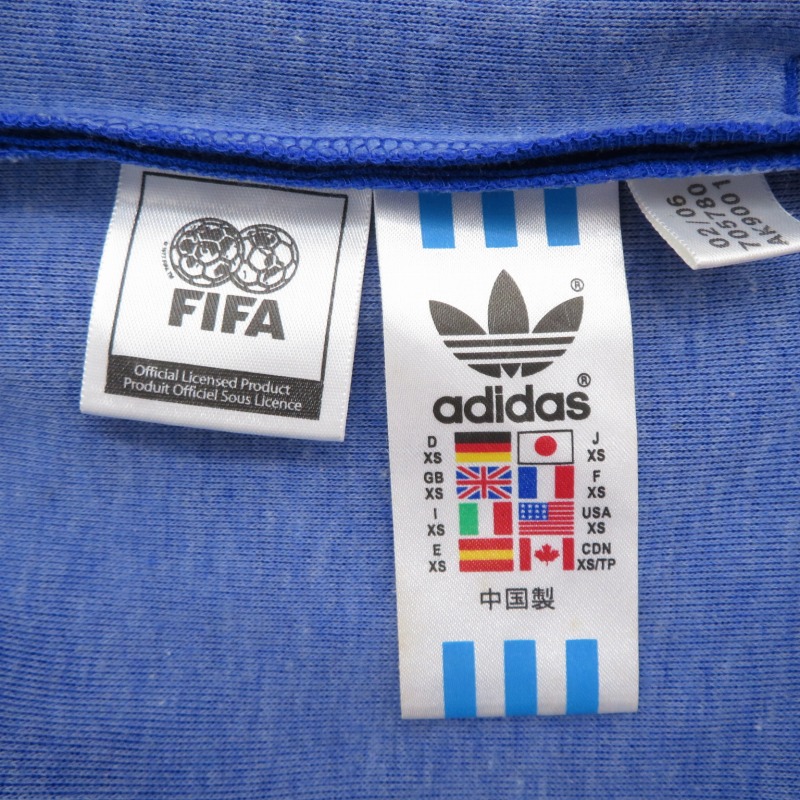 FIFA
Official Licensed Product
Produit Officiel Sous Licence
®
adidas®
D XS J XS
GB XS F XS
I XS USA XS
E XS CDN XS/TP
中国製
02/06
705780
AK9001